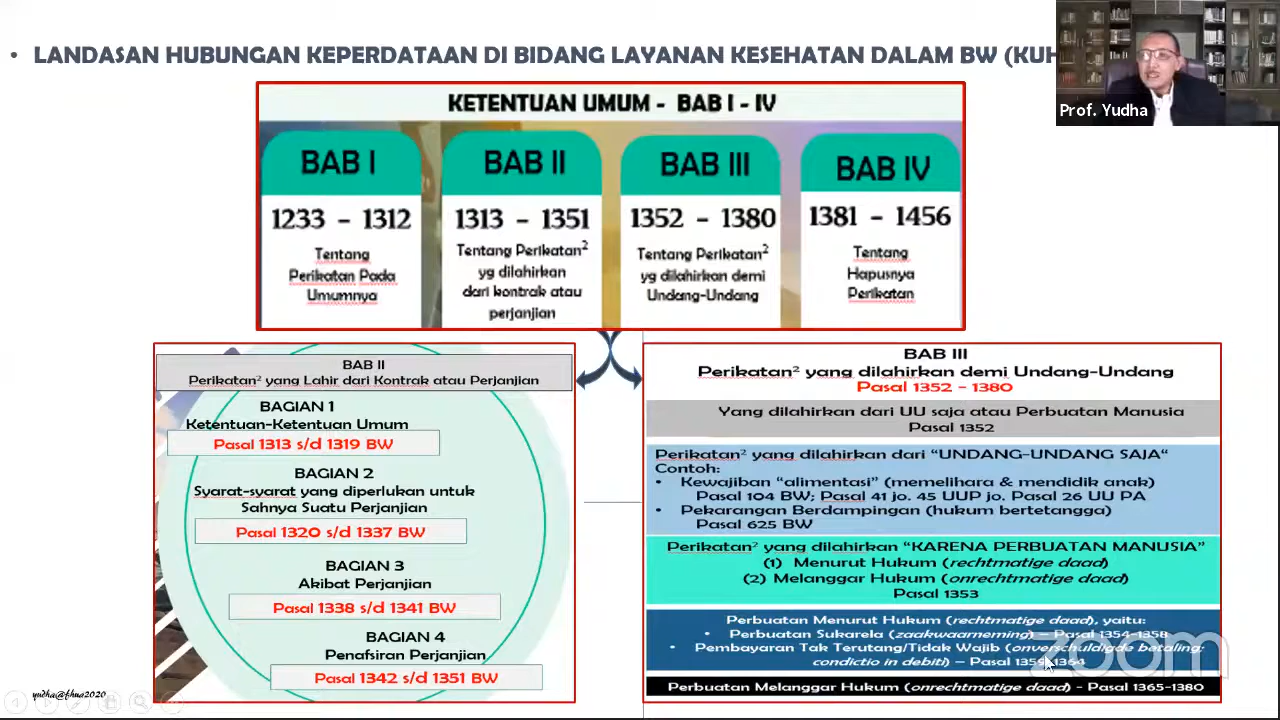 • LANDASAN HUBUNGAN KEPERDATAAN DI BIDANG LAYANAN KESEHATAN DALAM BW (KUH
Prof. Yudha
KETENTUAN UMUM - BAB I - IV
BAB I
1233 - 1312
Tentang
Perikatan Pada
Umumnya
BAB II
1313 - 1351
Tentang Perikatan²
yg dilahirkan
dari kontrak atau
perjanjian
BAB III
1352 - 1380
Tentang Perikatan²
yg dilahirkan demi
Undang-Undang
BAB IV
1381 - 1456
Tentang
Hapusnya
Perikatan
BAB II
Perikatan² yang Lahir dari Kontrak atau Perjanjian
BAGIAN 1
Ketentuan-Ketentuan Umum
Pasal 1313 s/d 1319 BW
BAGIAN 2
Syarat-syarat yang diperlukan untuk
Sahnya Suatu Perjanjian
Pasal 1320 s/d 1337 BW
BAGIAN 3
Akibat Perjanjian
Pasal 1338 s/d 1341 BW
BAGIAN 4
Penafsiran Perjanjian
Pasal 1342 s/d 1351 BW
yudha@fhua2020
BAB III
Perikatan² yang dilahirkan demi Undang-Undang
Pasal 1352 - 1380
Yang dilahirkan dari UU saja atau Perbuatan Manusia
Pasal 1352
Perikatan² yang dilahirkan dari "UNDANG-UNDANG SAJA"
Contoh:
• Kewajiban "alimentasi" (memelihara & mendidik anak)
Pasal 104 BW; Pasal 41 jo. 45 UUP jo. Pasal 26 UU PA
• Pekarangan Berdampingan (hukum bertetangga)
Pasal 625 BW
Perikatan² yang dilahirkan "KARENA PERBUATAN MANUSIA"
(1) Menurut Hukum (rechtmatige daad)
(2) Melanggar Hukum (onrechtmatige daad)
Pasal 1353
Perbuatan Menurut Hukum (rechtmatige daad), yaitu:
• Perbuatan Sukarela (zaakwaarneming) – Pasal 1354-1358
• Pembayaran Tak Terutang/Tidak Wajib (onverschuldigde betaling;
condictio in debiti) – Pasal 1359-1364
Perbuatan Melanggar Hukum (onrechtmatige daad) - Pasal 1365-1380
zoom